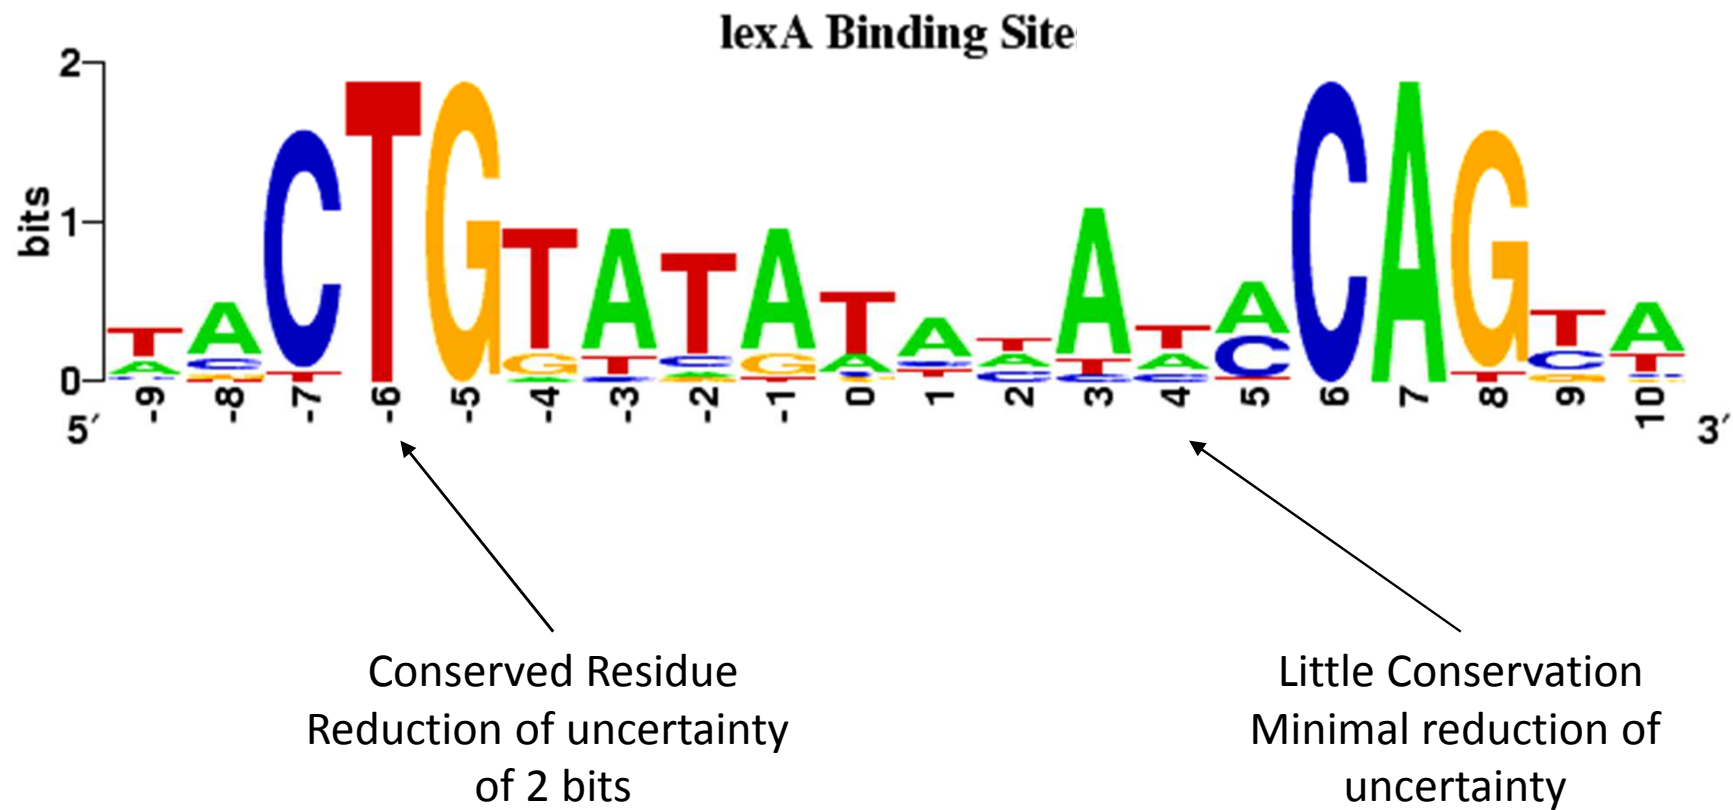 lexA Binding Site
2
bits
1
0
T A C T G T A T A T A T A T A C A G T A
5′ -9 -8 -7 -6 -5 -4 -3 -2 -1 0 1 2 3 4 5 6 7 8 9 10 3′
Conserved Residue
Reduction of uncertainty
of 2 bits
Little Conservation
Minimal reduction of
uncertainty